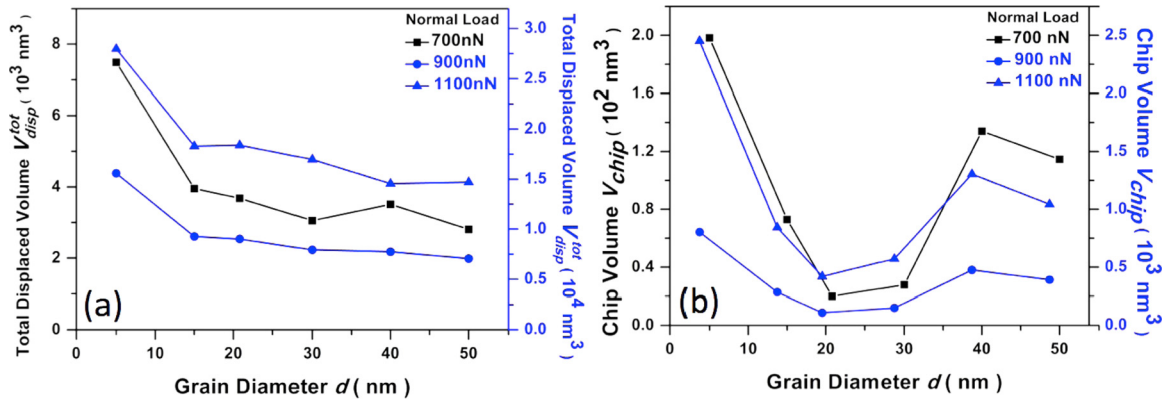 Normal Load
700nN
900nN
1100nN
Total Displaced Volume V^tot_disp ( 10^3 nm^3 )
8
6
4
2
0
3.0
2.5
2.0
1.5
1.0
0.5
0.0
Total Displaced Volume V^tot_disp ( 10^4 nm^3 )
(a)
0 10 20 30 40 50
Grain Diameter d ( nm )
Normal Load
700 nN
900 nN
1100 nN
Chip Volume V_chip ( 10^2 nm^3 )
2.0
1.6
1.2
0.8
0.4
0.0
2.5
2.0
1.5
1.0
0.5
0.0
Chip Volume V_chip ( 10^3 nm^3 )
(b)
0 10 20 30 40 50
Grain Diameter d ( nm )